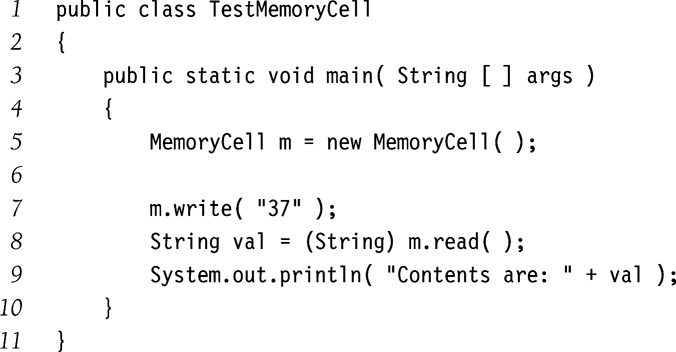 1 public class TestMemoryCell
2 {
3     public static void main( String [ ] args )
4     {
5         MemoryCell m = new MemoryCell( );
6
7         m.write( "37" );
8         String val = (String) m.read( );
9         System.out.println( "Contents are: " + val );
10     }
11 }